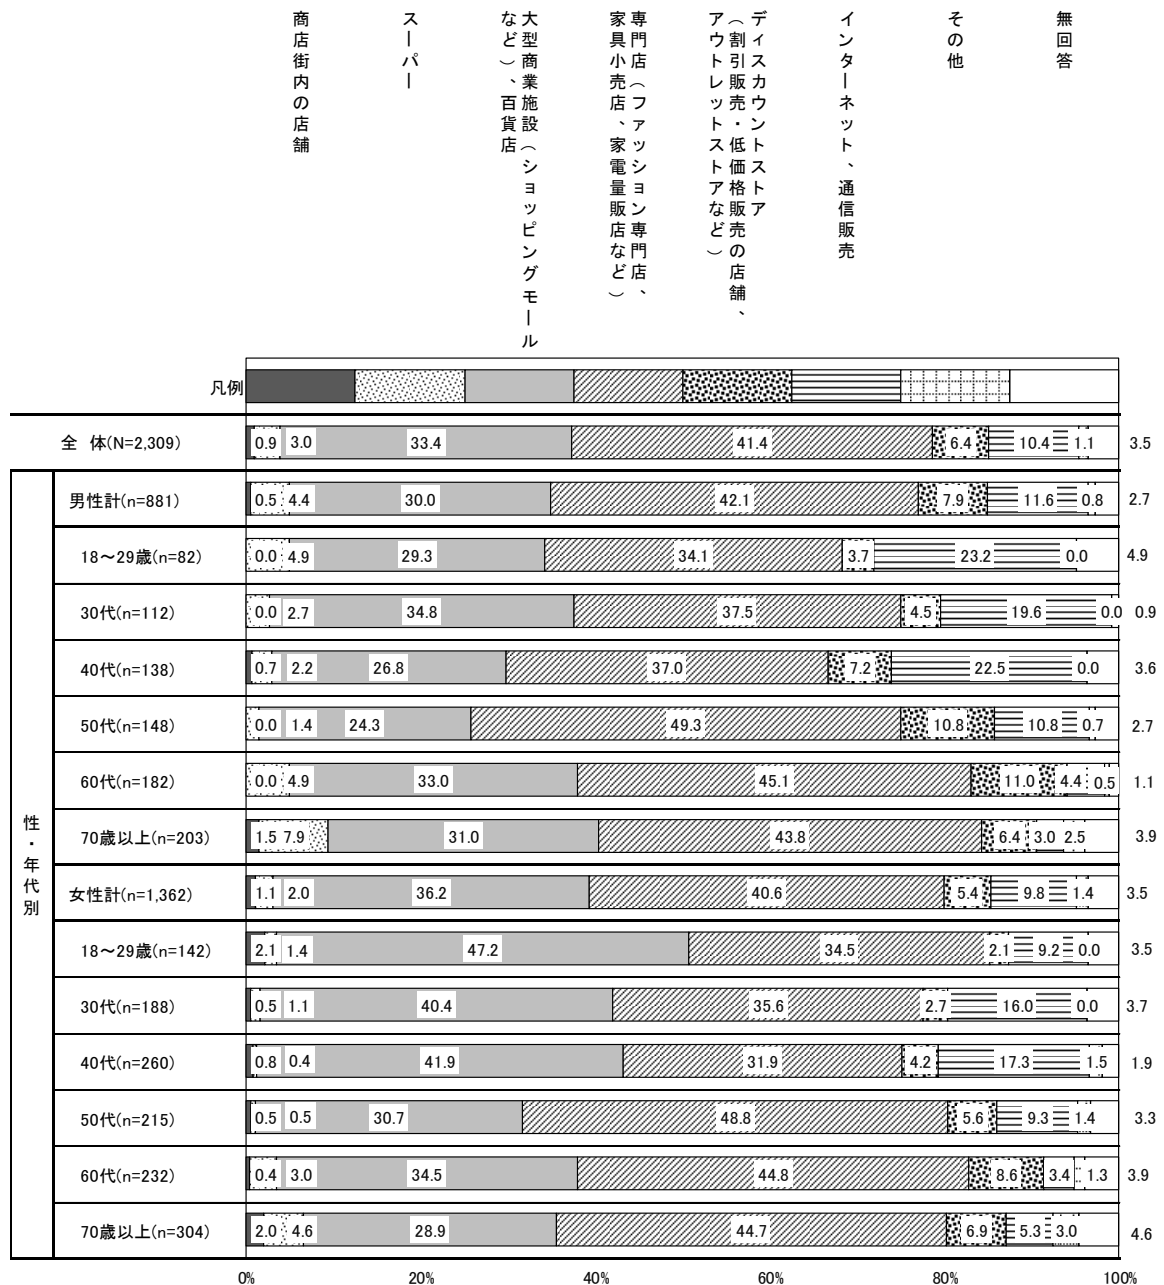 商店街内の店舗
スーパー
大型商業施設（ショッピングモール
など）、百貨店
専門店（ファッション専門店、
家具小売店、家電量販店など）
ディスカウントストア
（割引販売・低価格販売の店舗、
アウトレットストアなど）
インターネット、通信販売
その他
無回答
凡例
全 体(N=2,309) 0.9 3.0 33.4 41.4 6.4 10.4 1.1 3.5
性・年代別
男性計(n=881) 0.5 4.4 30.0 42.1 7.9 11.6 0.8 2.7
18～29歳(n=82) 0.0 4.9 29.3 34.1 3.7 23.2 0.0 4.9
30代(n=112) 0.0 2.7 34.8 37.5 4.5 19.6 0.0 0.9
40代(n=138) 0.7 2.2 26.8 37.0 7.2 22.5 0.0 3.6
50代(n=148) 0.0 1.4 24.3 49.3 10.8 10.8 0.7 2.7
60代(n=182) 0.0 4.9 33.0 45.1 11.0 4.4 0.5 1.1
70歳以上(n=203) 1.5 7.9 31.0 43.8 6.4 3.0 2.5 3.9
女性計(n=1,362) 1.1 2.0 36.2 40.6 5.4 9.8 1.4 3.5
18～29歳(n=142) 2.1 1.4 47.2 34.5 2.1 9.2 0.0 3.5
30代(n=188) 0.5 1.1 40.4 35.6 2.7 16.0 0.0 3.7
40代(n=260) 0.8 0.4 41.9 31.9 4.2 17.3 1.5 1.9
50代(n=215) 0.5 0.5 30.7 48.8 5.6 9.3 1.4 3.3
60代(n=232) 0.4 3.0 34.5 44.8 8.6 3.4 1.3 3.9
70歳以上(n=304) 2.0 4.6 28.9 44.7 6.9 5.3 3.0 4.6
0% 20% 40% 60% 80% 100%